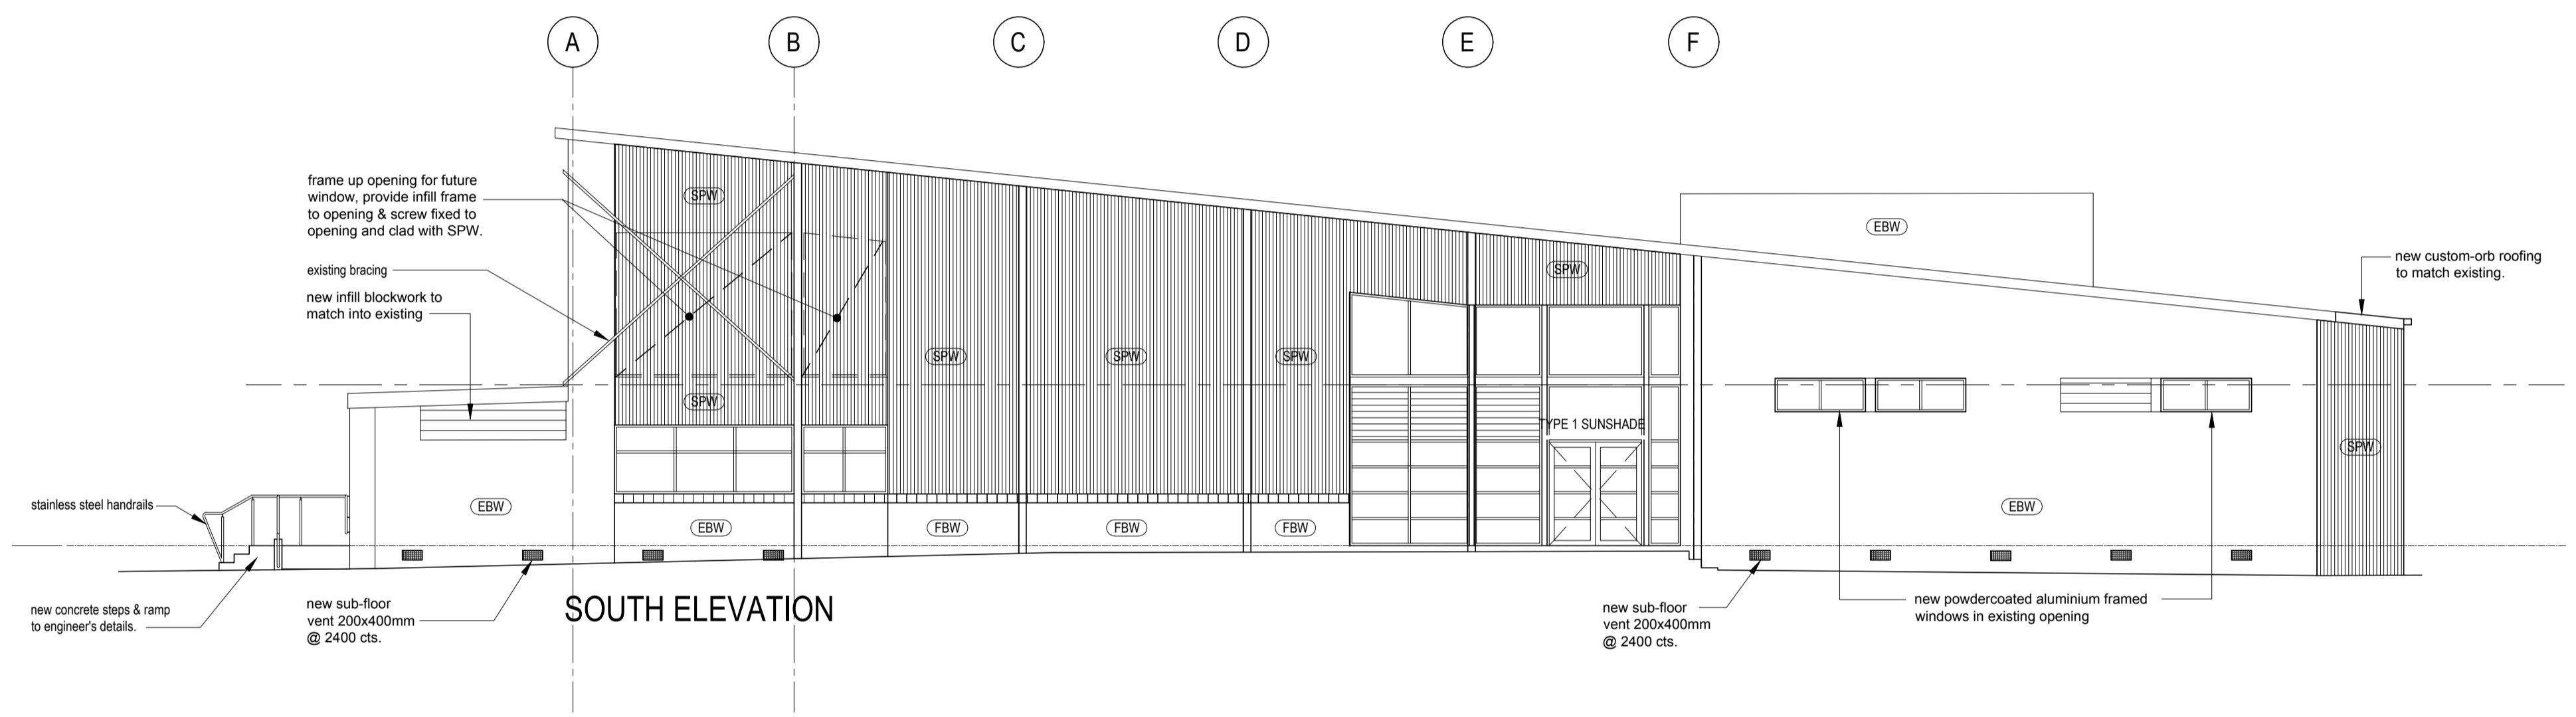 A
B
C
D
E
F
frame up opening for future
window, provide infill frame
to opening & screw fixed to
opening and clad with SPW.
existing bracing
new infill blockwork to
match into existing
stainless steel handrails
new concrete steps & ramp
to engineer's details.
new sub-floor
vent 200x400mm
@ 2400 cts.
SPW
SPW
SPW
SPW
SPW
SPW
EBW
EBW
FBW
FBW
FBW
TYPE 1 SUNSHADE
EBW
new custom-orb roofing
to match existing.
SPW
EBW
new sub-floor
vent 200x400mm
@ 2400 cts.
new powdercoated aluminium framed
windows in existing opening
SOUTH ELEVATION